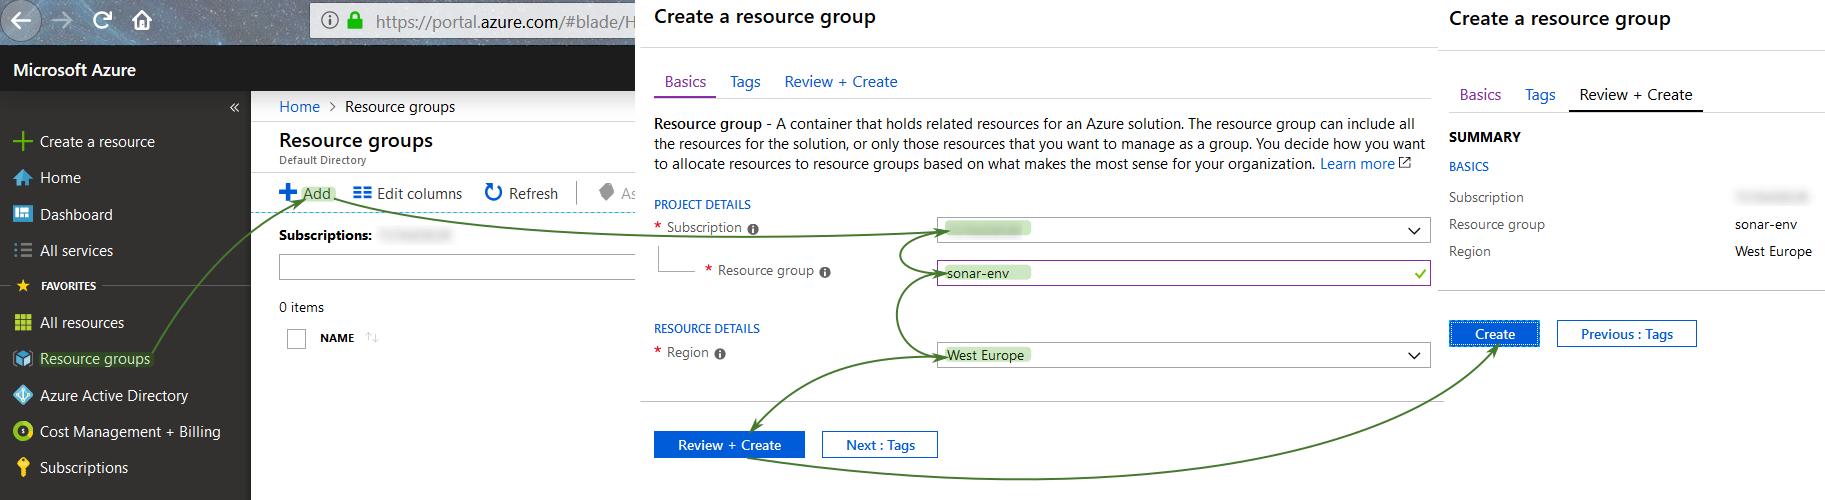 https://portal.azure.com/#blade/H
Microsoft Azure
«
Create a resource
Home
Dashboard
All services
FAVORITES
All resources
Resource groups
Azure Active Directory
Cost Management + Billing
Subscriptions
Home > Resource groups
Resource groups
Default Directory
Add Edit columns Refresh As
Subscriptions:
0 items
NAME
Create a resource group
Basics Tags Review + Create
Resource group - A container that holds related resources for an Azure solution. The resource group can include all
the resources for the solution, or only those resources that you want to manage as a group. You decide how you want
to allocate resources to resource groups based on what makes the most sense for your organization. Learn more
PROJECT DETAILS
* Subscription
* Resource group sonar-env
RESOURCE DETAILS
* Region West Europe
Review + Create Next : Tags
Create a resource group
Basics Tags Review + Create
SUMMARY
BASICS
Subscription
Resource group sonar-env
Region West Europe
Create Previous : Tags